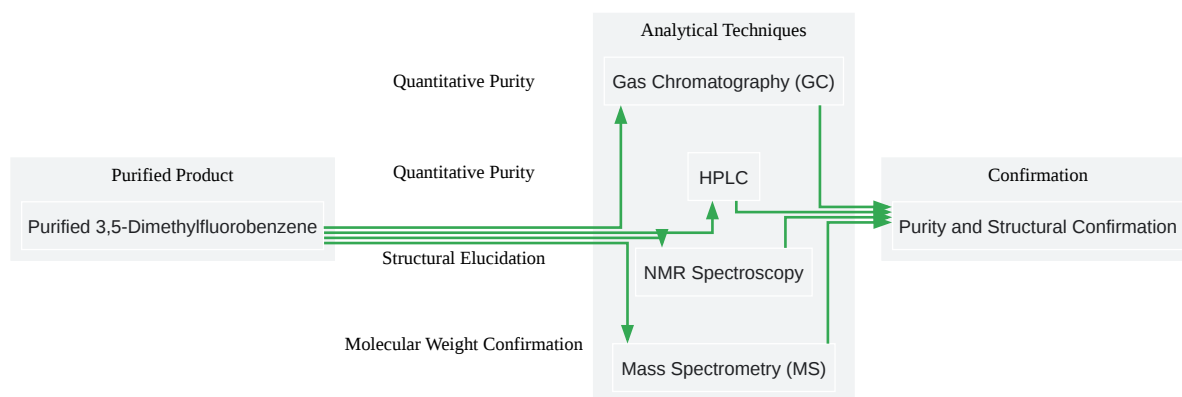 Analytical Techniques
Quantitative Purity
Gas Chromatography (GC)
Purified Product
Quantitative Purity
HPLC
Confirmation
Purified 3,5-Dimethylfluorobenzene
Purity and Structural Confirmation
Structural Elucidation
NMR Spectroscopy
Molecular Weight Confirmation
Mass Spectrometry (MS)